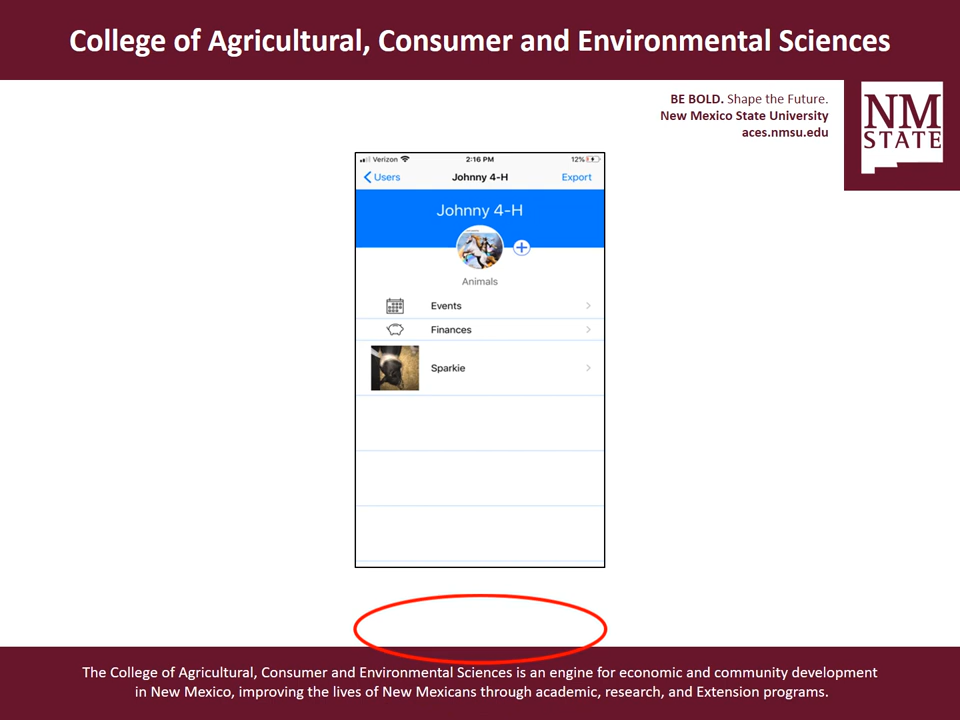 College of Agricultural, Consumer and Environmental Sciences
BE BOLD. Shape the Future.
New Mexico State University
aces.nmsu.edu
NM
STATE
Verizon 2:16 PM 12%
Users Johnny 4-H Export
Johnny 4-H
Animals
Events
Finances
Sparkie
The College of Agricultural, Consumer and Environmental Sciences is an engine for economic and community development
in New Mexico, improving the lives of New Mexicans through academic, research, and Extension programs.